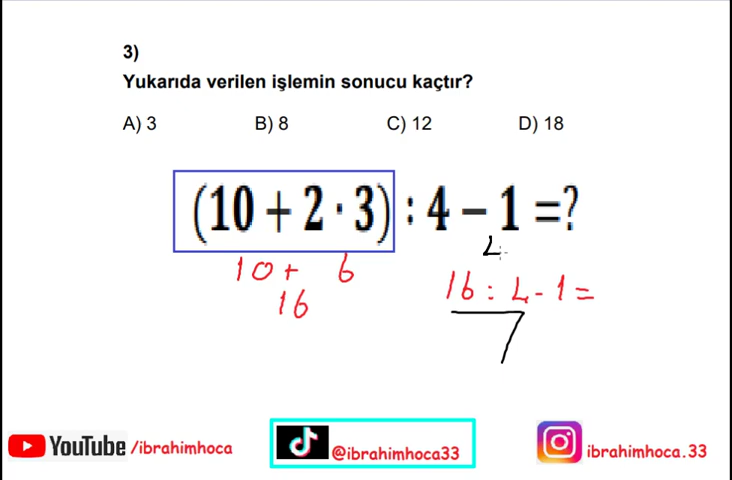 3)
Yukarıda verilen işlemin sonucu kaçtır?
A) 3 B) 8 C) 12 D) 18
(10 + 2 · 3) : 4 − 1 =?
10 + 6
16
4
16 : 4 - 1 =
YouTube /ibrahimhoca
@ibrahimhoca33
ibrahimhoca.33